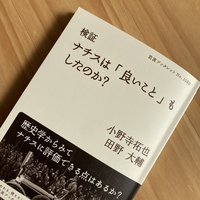 岩波ブックレット No. 1080
検証
ナチスは「良いこと」も
したのか?
小野寺拓也
田野大輔
歴史学からみて
ナチスに評価できる点はあるか?